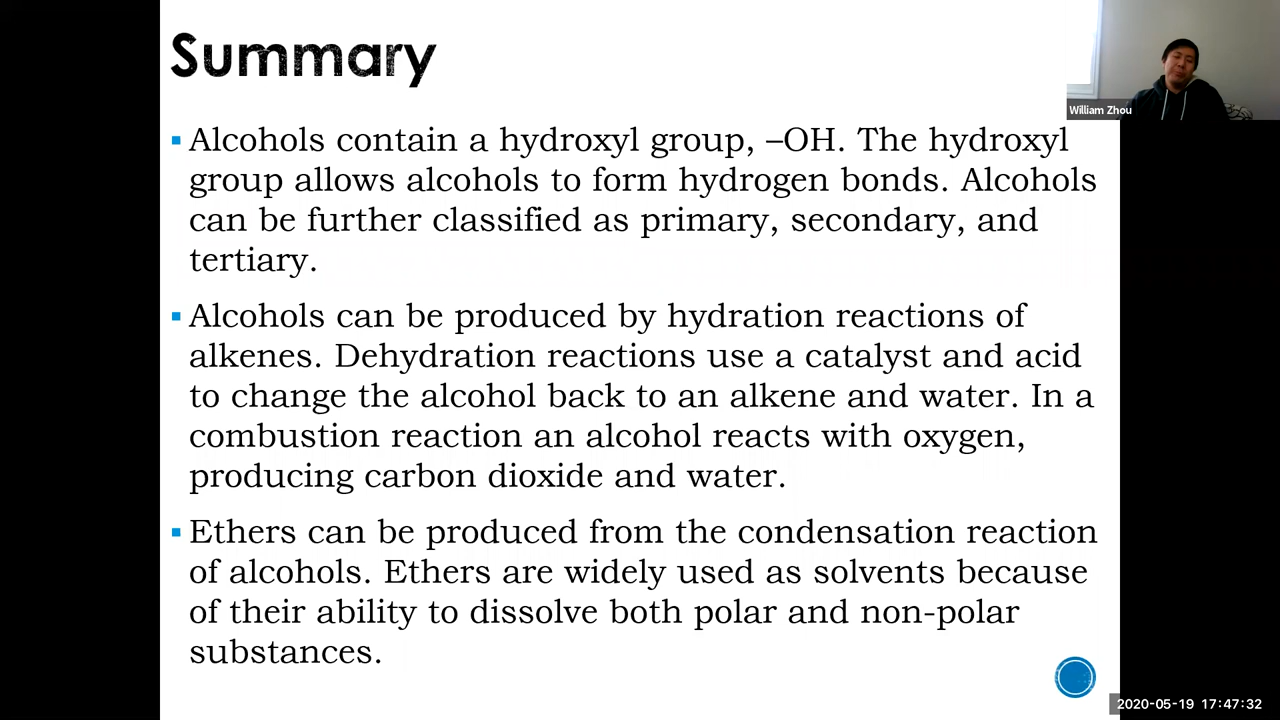 Summary
William Zhou
Alcohols contain a hydroxyl group, –OH. The hydroxyl
group allows alcohols to form hydrogen bonds. Alcohols
can be further classified as primary, secondary, and
tertiary.
Alcohols can be produced by hydration reactions of
alkenes. Dehydration reactions use a catalyst and acid
to change the alcohol back to an alkene and water. In a
combustion reaction an alcohol reacts with oxygen,
producing carbon dioxide and water.
Ethers can be produced from the condensation reaction
of alcohols. Ethers are widely used as solvents because
of their ability to dissolve both polar and non-polar
substances.
2020-05-19 17:47:32